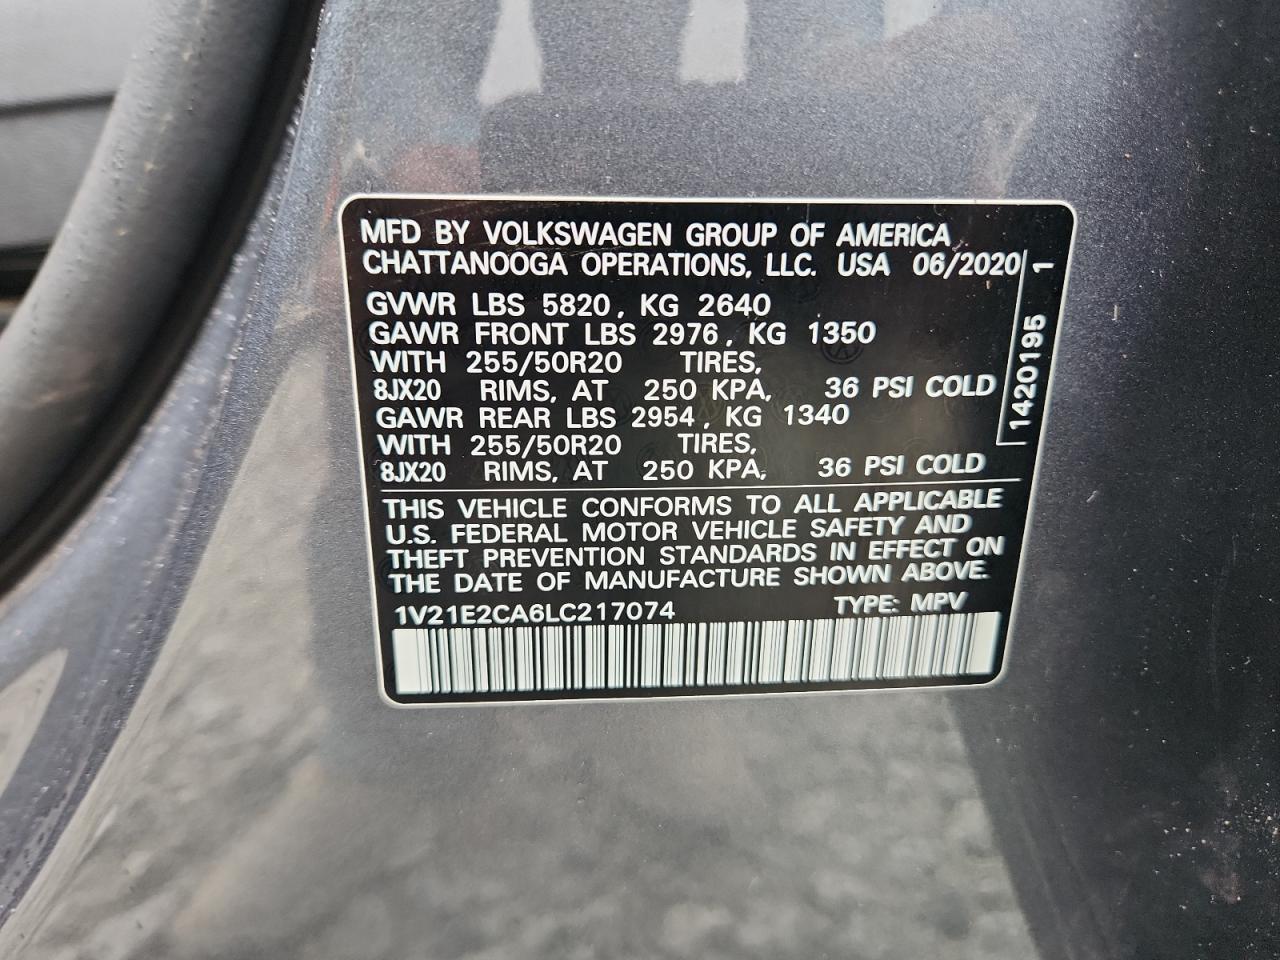 MFD BY VOLKSWAGEN GROUP OF AMERICA
CHATTANOOGA OPERATIONS, LLC. USA 06/2020
GVWR LBS 5820, KG 2640
GAWR FRONT LBS 2976, KG 1350
WITH 255/50R20 TIRES,
8JX20 RIMS, AT 250 KPA, 36 PSI COLD
GAWR REAR LBS 2954, KG 1340
WITH 255/50R20 TIRES,
8JX20 RIMS, AT 250 KPA, 36 PSI COLD
1420195 1
THIS VEHICLE CONFORMS TO ALL APPLICABLE
U.S. FEDERAL MOTOR VEHICLE SAFETY AND
THEFT PREVENTION STANDARDS IN EFFECT ON
THE DATE OF MANUFACTURE SHOWN ABOVE.
1V21E2CA6LC217074 TYPE: MPV